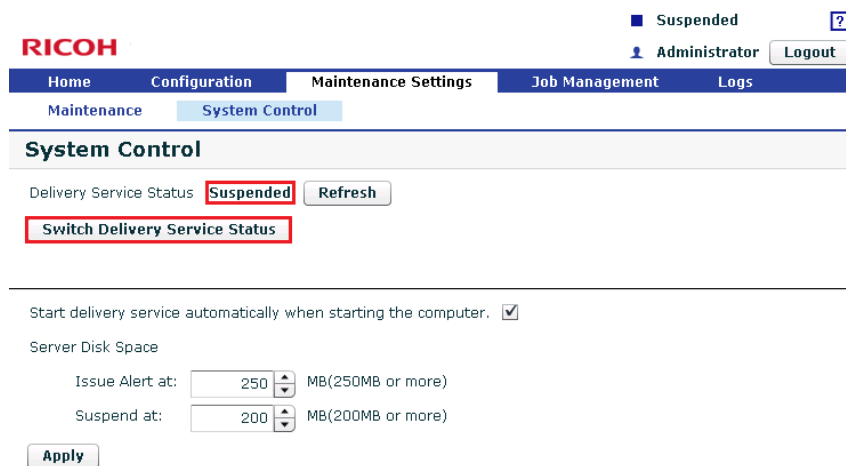 Suspended ?
RICOH
Administrator Logout
Home Configuration Maintenance Settings Job Management Logs
Maintenance System Control
System Control
Delivery Service Status Suspended Refresh
Switch Delivery Service Status
Start delivery service automatically when starting the computer.
Server Disk Space
Issue Alert at: 250 MB(250MB or more)
Suspend at: 200 MB(200MB or more)
Apply